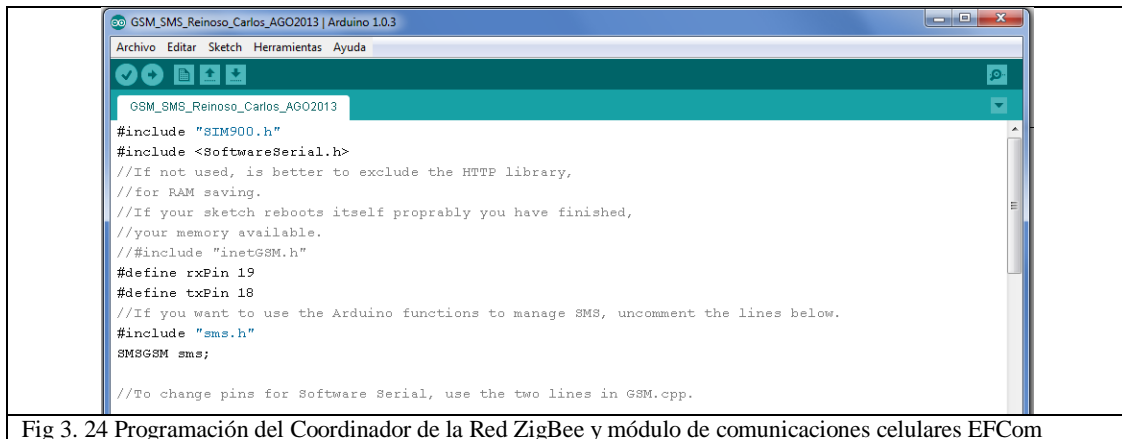 GSM_SMS_Reinoso_Carlos_AGO2013 | Arduino 1.0.3
Archivo Editar Sketch Herramientas Ayuda
GSM_SMS_Reinoso_Carlos_AGO2013
#include "SIM900.h"
#include <SoftwareSerial.h>
//If not used, is better to exclude the HTTP library,
//for RAM saving.
//If your sketch reboots itself proprably you have finished,
//your memory available.
//#include "inetGSM.h"
#define rxPin 19
#define txPin 18
//If you want to use the Arduino functions to manage SMS, uncomment the lines below.
#include "sms.h"
SMSGSM sms;
//To change pins for Software Serial, use the two lines in GSM.cpp.
Fig 3. 24 Programación del Coordinador de la Red ZigBee y módulo de comunicaciones celulares EFCom